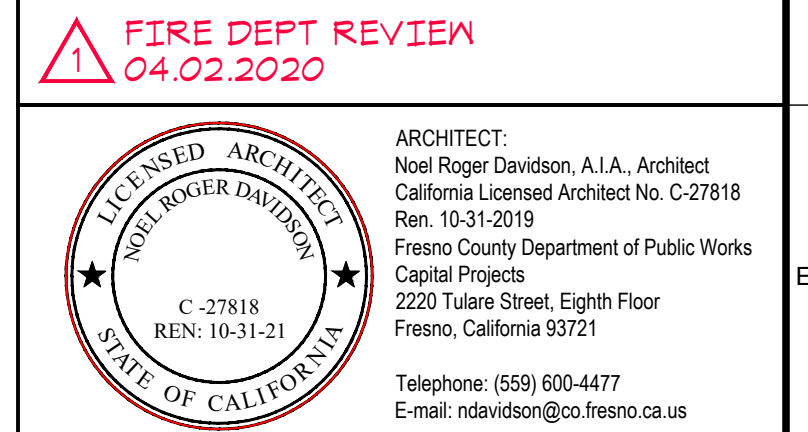 FIRE DEPT REVIEW
1
04.02.2020
LICENSED ARCHITECT
NOEL ROGER DAVIDSON
C -27818
REN: 10-31-21
STATE OF CALIFORNIA
ARCHITECT:
Noel Roger Davidson, A.I.A., Architect
California Licensed Architect No. C-27818
Ren. 10-31-2019
Fresno County Department of Public Works
Capital Projects
2220 Tulare Street, Eighth Floor
Fresno, California 93721
Telephone: (559) 600-4477
E-mail: ndavidson@co.fresno.ca.us
E